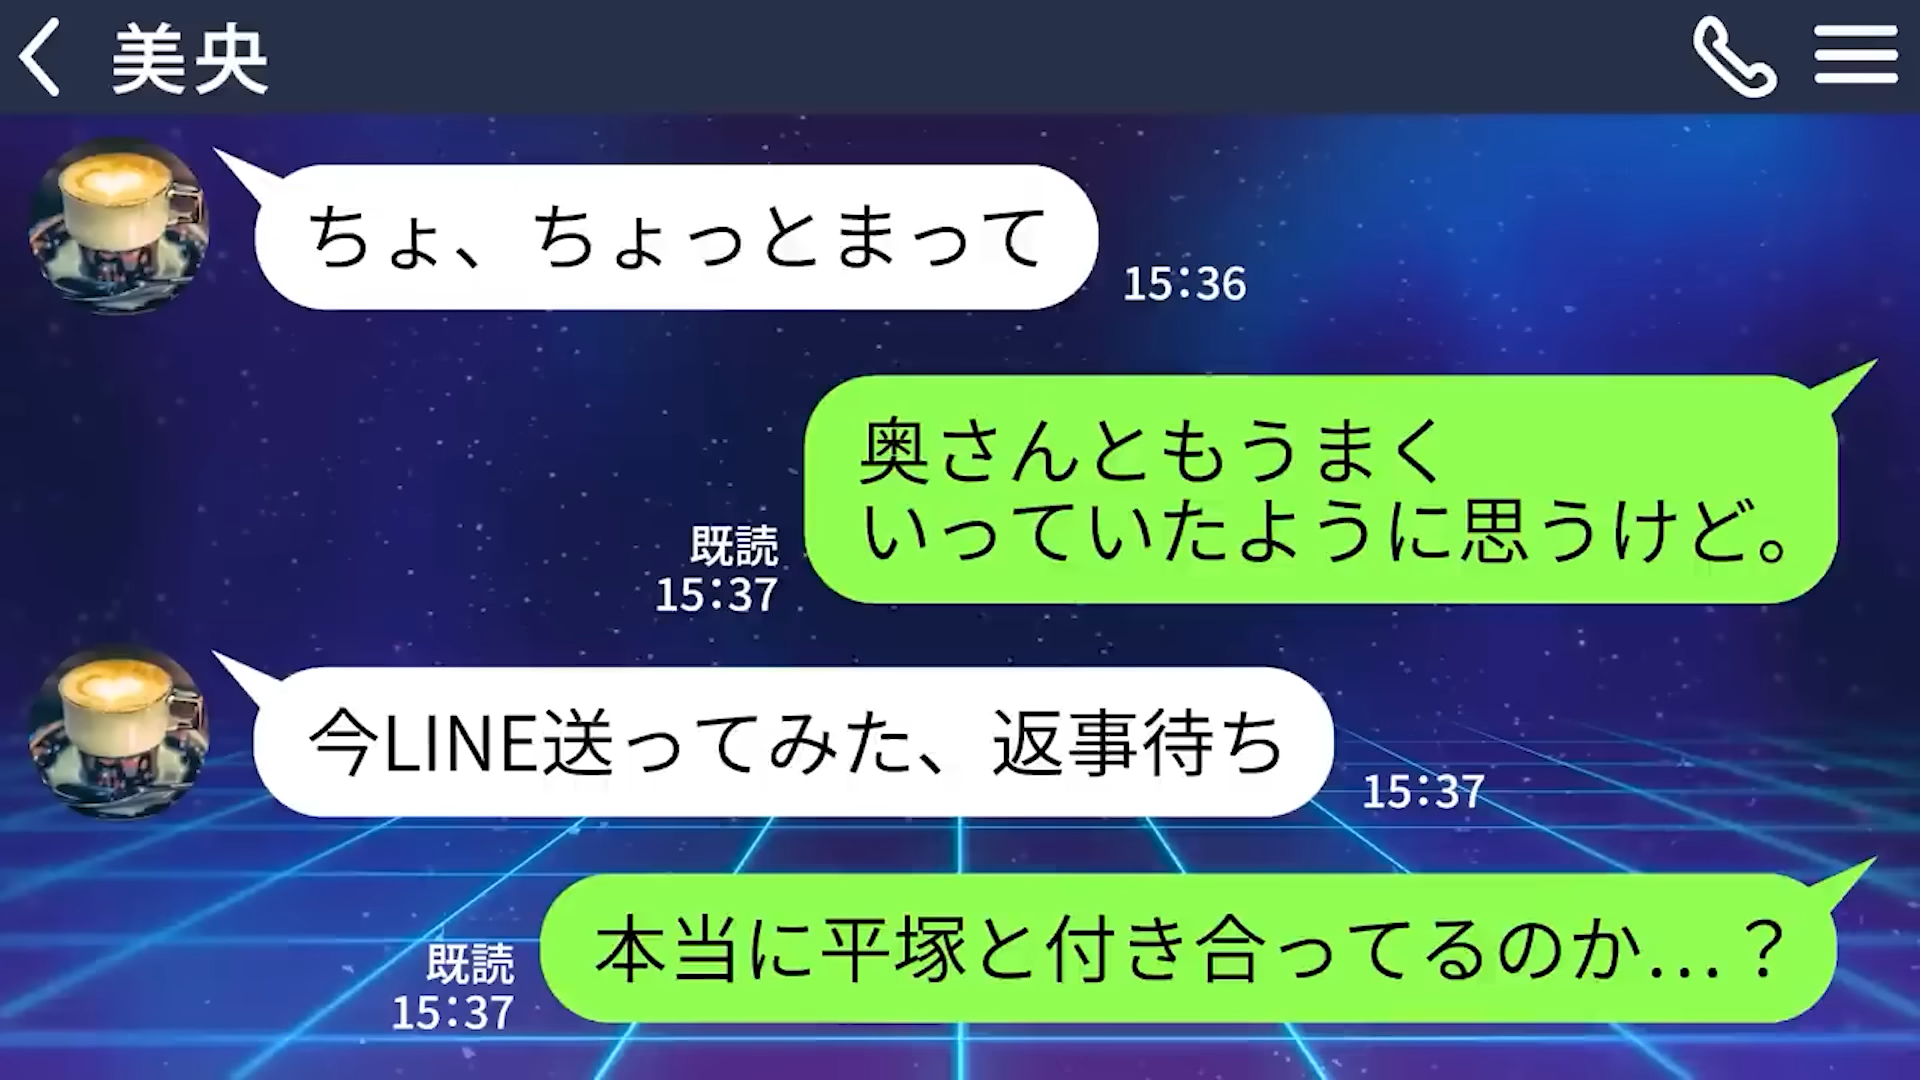 美央
ちょ、ちょっとまって
15:36
奥さんともうまく
いっていたように思うけど。
既読
15:37
今LINE送ってみた、返事待ち
15:37
本当に平塚と付き合ってるのか…？
既読
15:37